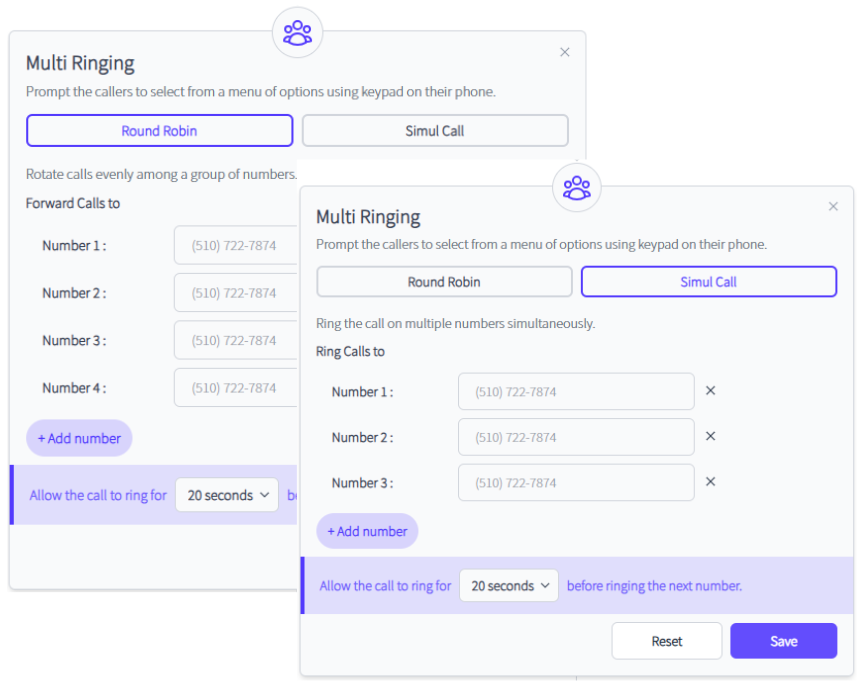 Multi Ringing
Prompt the callers to select from a menu of options using keypad on their phone.
Round Robin
Simul Call
Rotate calls evenly among a group of numbers.
Forward Calls to
Number 1 : (510) 722-7874
Number 2 : (510) 722-7874
Number 3 : (510) 722-7874
Number 4 : (510) 722-7874
+ Add number
Allow the call to ring for 20 seconds
Multi Ringing
Prompt the callers to select from a menu of options using keypad on their phone.
Round Robin
Simul Call
Ring the call on multiple numbers simultaneously.
Ring Calls to
Number 1 : (510) 722-7874
Number 2 : (510) 722-7874
Number 3 : (510) 722-7874
+ Add number
Allow the call to ring for 20 seconds before ringing the next number.
Reset
Save